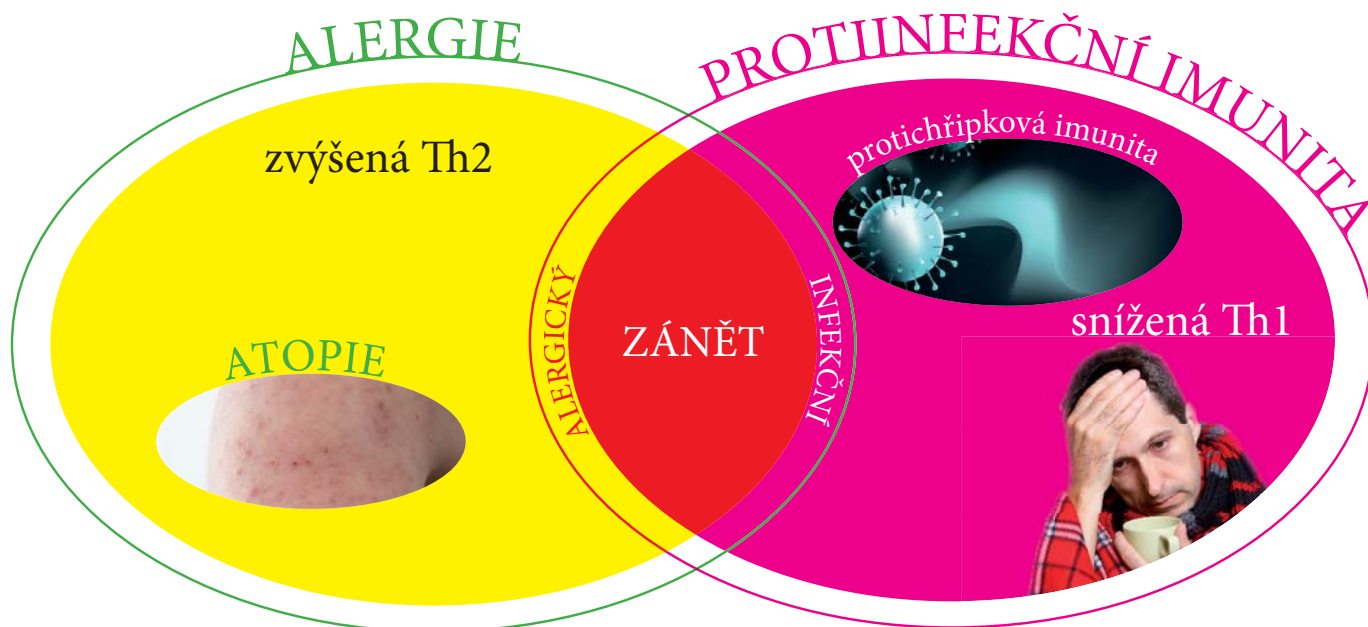 ALERGIE
PROTIINFEKČNÍ IMUNITA
protichřipková imunita
zvýšená Th2
ALERGICKÝ
ZÁNĚT
INFEKČNÍ
snížená Th1
ATOPIE